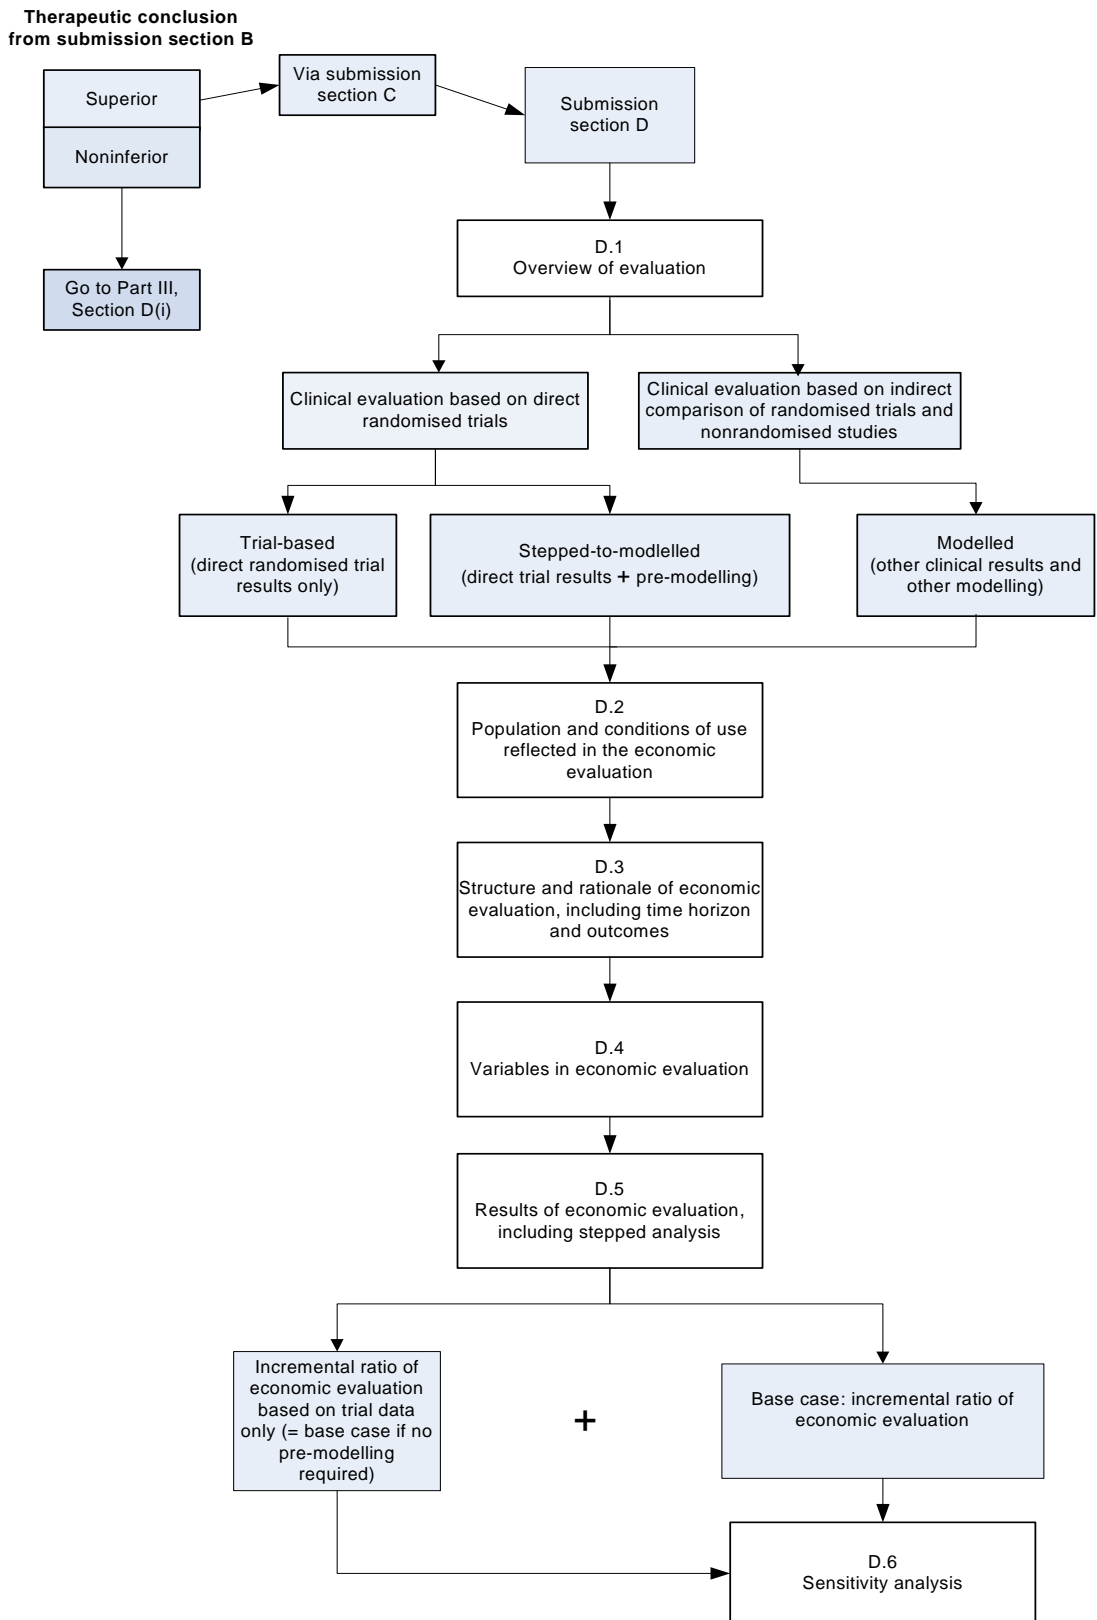 Therapeutic conclusion
from submission section B
Superior
Noninferior
Via submission
section C
Submission
section D
Go to Part III,
Section D(i)
D.1
Overview of evaluation
Clinical evaluation based on direct
randomised trials
Clinical evaluation based on indirect
comparison of randomised trials and
nonrandomised studies
Trial-based
(direct randomised trial
results only)
Stepped-to-modlelled
(direct trial results + pre-modelling)
Modelled
(other clinical results and
other modelling)
D.2
Population and conditions of use
reflected in the economic
evaluation
D.3
Structure and rationale of economic
evaluation, including time horizon
and outcomes
D.4
Variables in economic evaluation
D.5
Results of economic evaluation,
including stepped analysis
Incremental ratio of
economic evaluation
based on trial data
only (= base case if no
pre-modelling
required)
+
Base case: incremental ratio of
economic evaluation
D.6
Sensitivity analysis